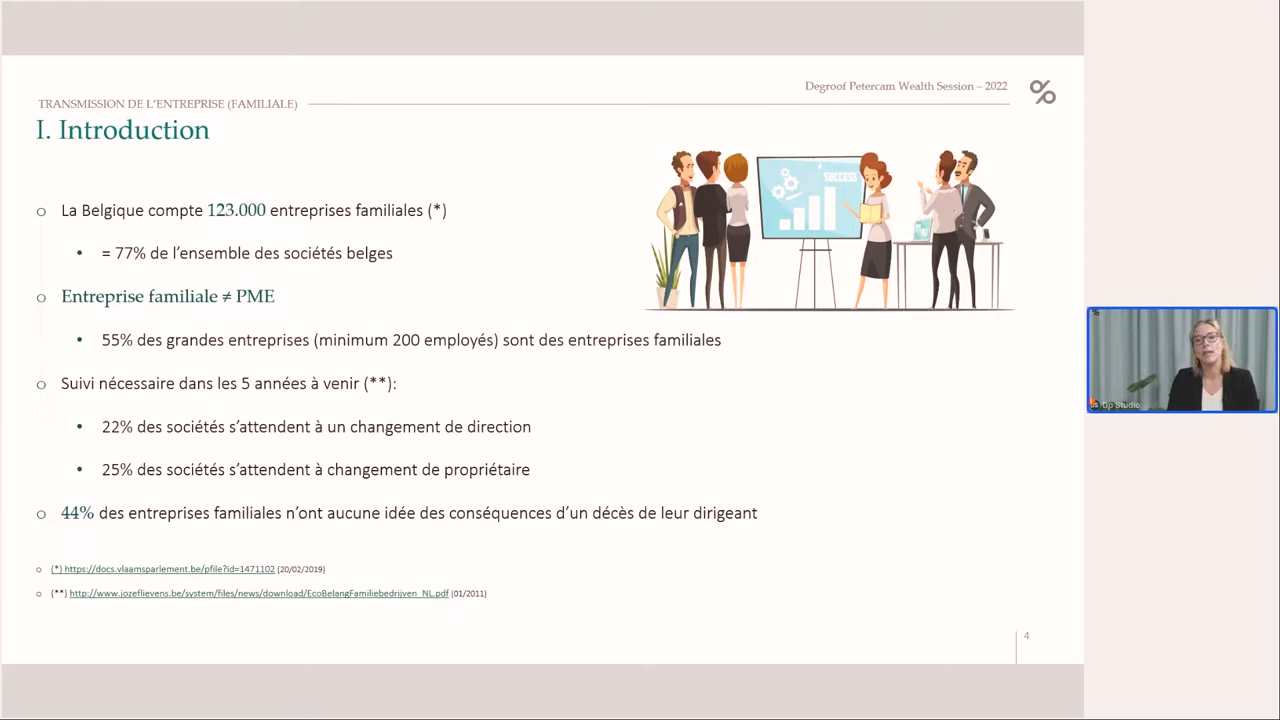 Degroof Petercam Wealth Session – 2022
TRANSMISSION DE L'ENTREPRISE (FAMILIALE)
I. Introduction
SUCCESS
o La Belgique compte 123.000 entreprises familiales (*)
• = 77% de l'ensemble des sociétés belges
o Entreprise familiale ≠ PME
• 55% des grandes entreprises (minimum 200 employés) sont des entreprises familiales
o Suivi nécessaire dans les 5 années à venir (**):
• 22% des sociétés s'attendent à un changement de direction
• 25% des sociétés s'attendent à changement de propriétaire
o 44% des entreprises familiales n'ont aucune idée des conséquences d'un décès de leur dirigeant
o (*) https://docs.vlaamsparlement.be/pfile?id=1471102 (20/02/2019)
o (**) http://www.jozeflievens.be/system/files/news/download/EcoBelangFamiliebedrijven_NL.pdf (01/2011)
4
Dp Studio